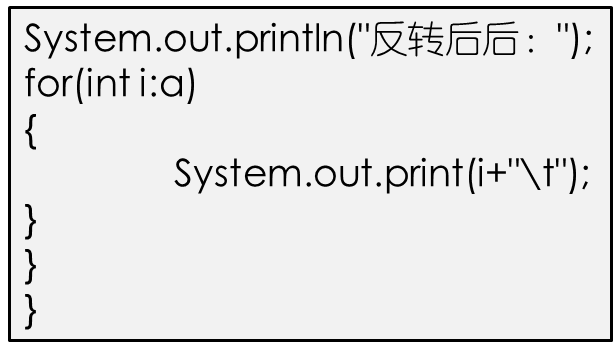 System.out.println("反转后后：");
for(int i:a)
{
System.out.print(i+"\t");
}
}
}